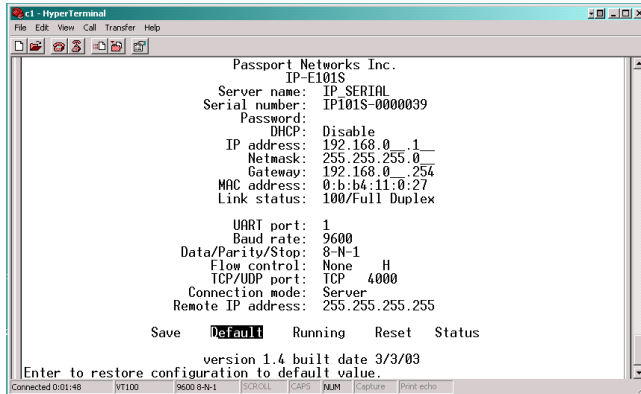 c1 - HyperTerminal
File Edit View Call Transfer Help
Passport Networks Inc.
IP-E101S
Server name: IP_SERIAL
Serial number: IP101S-0000039
Password:
DHCP: Disable
IP address: 192.168.0__.1__
Netmask: 255.255.255.0__
Gateway: 192.168.0__.254
MAC address: 0:b:b4:11:0:27
Link status: 100/Full Duplex
UART port: 1
Baud rate: 9600
Data/Parity/Stop: 8-N-1
Flow control: None H
TCP/UDP port: TCP 4000
Connection mode: Server
Remote IP address: 255.255.255.255
Save Default Running Reset Status
version 1.4 built date 3/3/03
Enter to restore configuration to default value.
Connected 0:01:48 VT100 9600 8-N-1 SCROLL CAPS NUM Capture Print echo